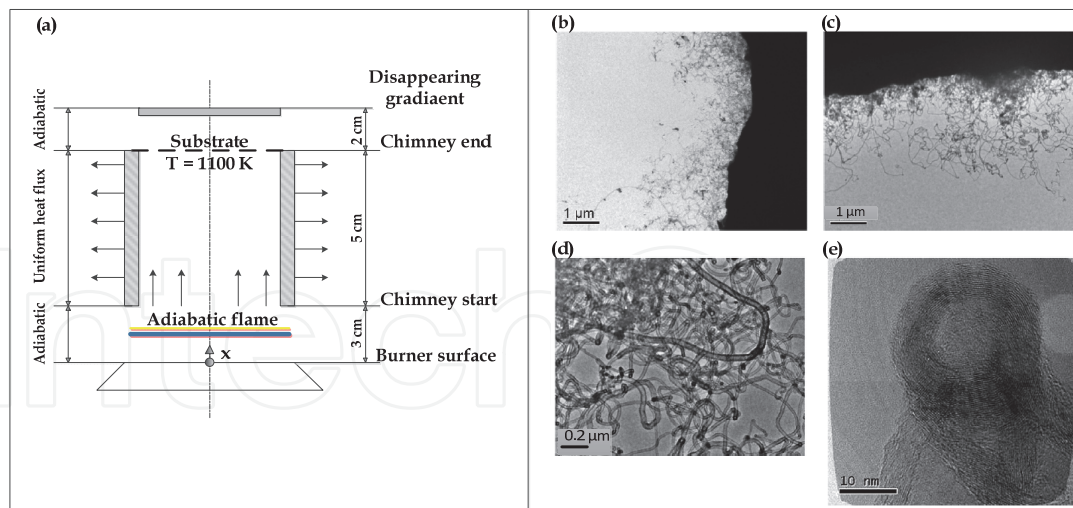 (a)
Disappearing
gradiaent
Adiabatic
2 cm
Substrate
Chimney end
T = 1100 K
Uniform heat flux
5 cm
Chimney start
Adiabatic flame
Adiabatic
3 cm
x
Burner surface
(b)
1 µm
(c)
1 µm
(d)
0.2 µm
(e)
10 nm